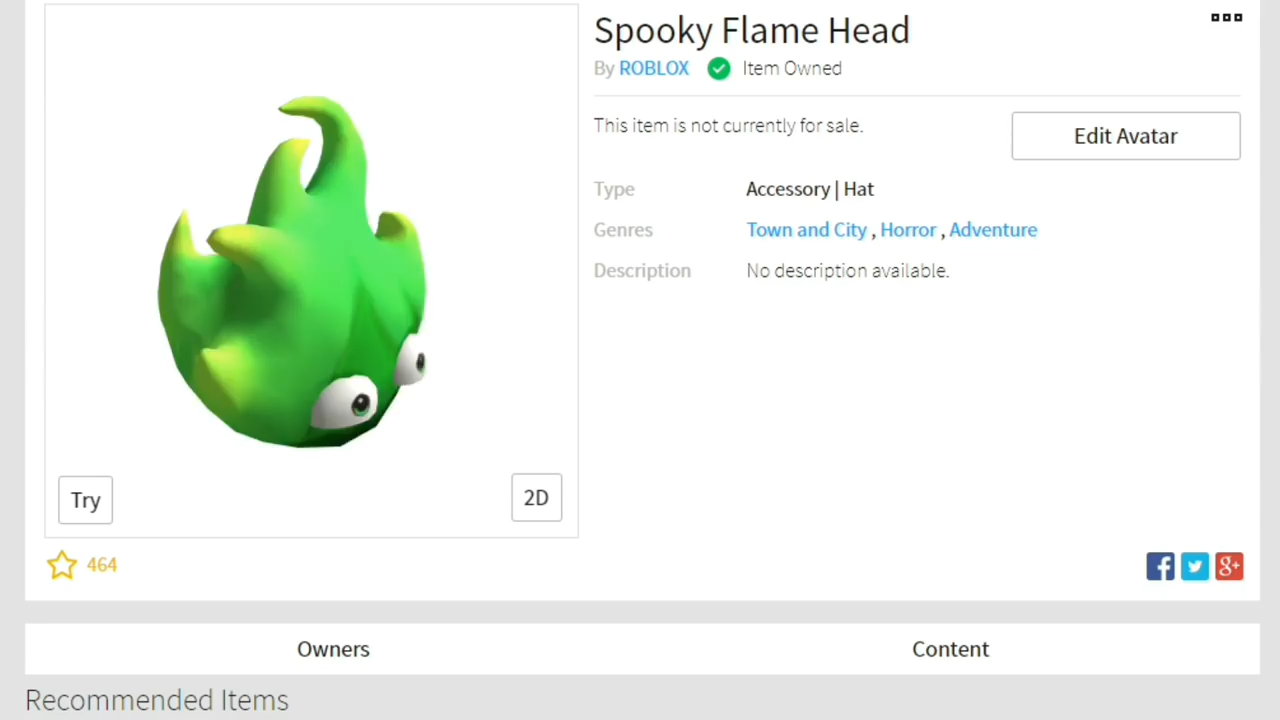 Spooky Flame Head
By ROBLOX Item Owned
This item is not currently for sale.
Edit Avatar
Type Accessory | Hat
Genres Town and City , Horror , Adventure
Description No description available.
Try
2D
464
f
g+
Owners
Content
Recommended Items